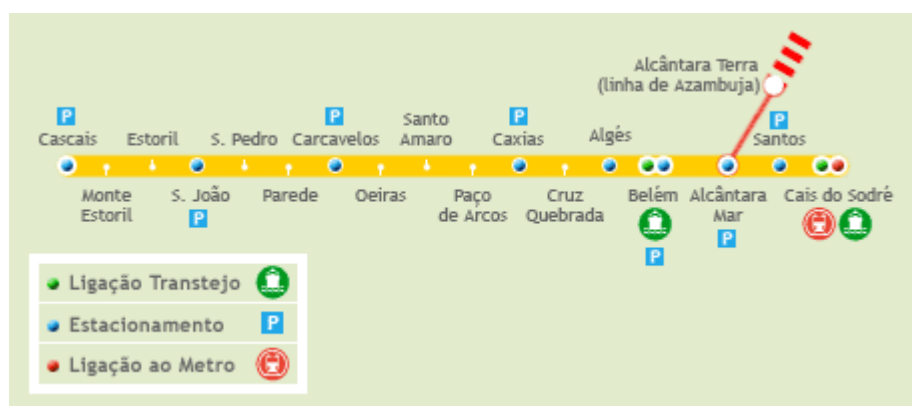 Alcântara Terra
(linha de Azambuja)
P
P
P
P
Cascais
Estoril
S. Pedro
Carcavelos
Santo
Amaro
Caxias
Algés
Santos
Monte
Estoril
S. João
P
Parede
Oeiras
Paço
de Arcos
Cruz
Quebrada
Belém
P
Alcântara
Mar
P
Cais do Sodré
Ligação Transtejo
Estacionamento P
Ligação ao Metro